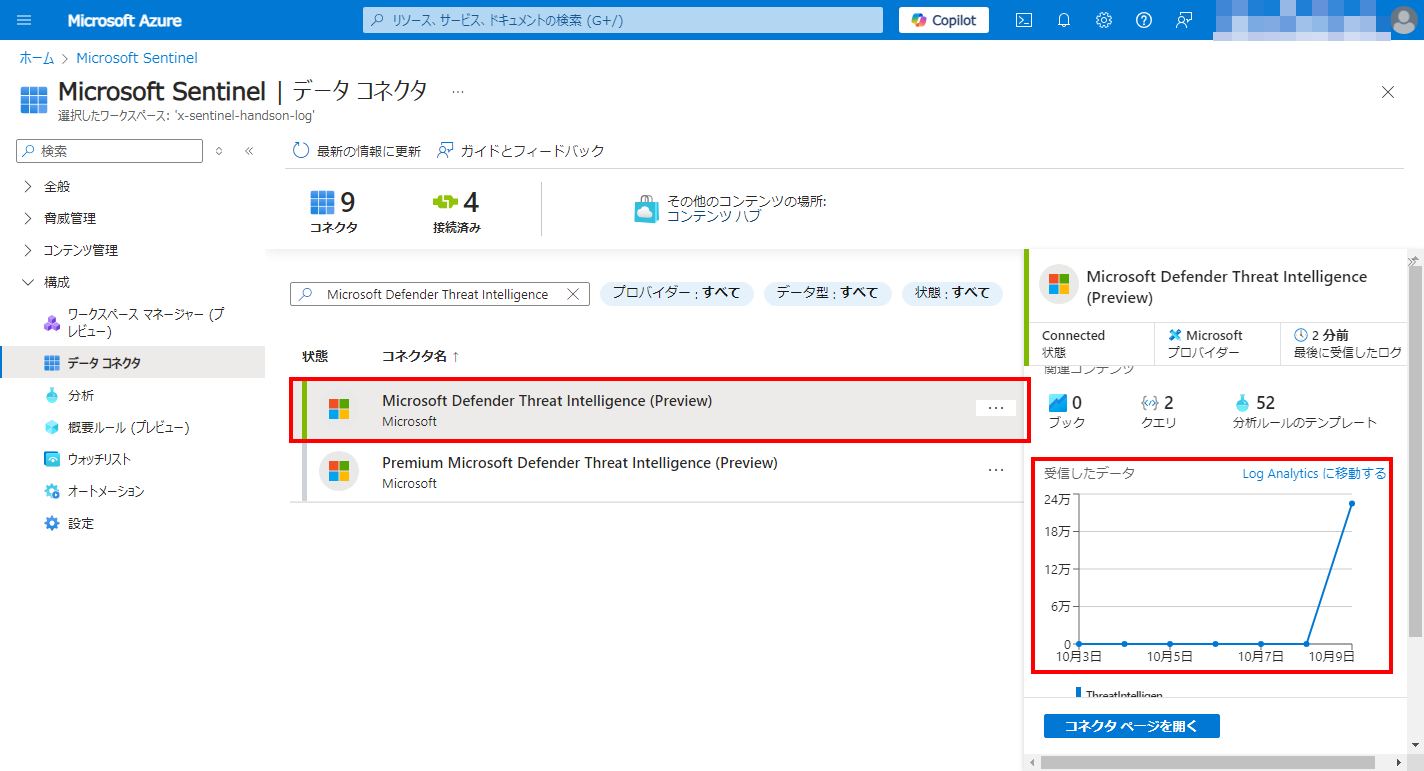 Microsoft Azure
リソース、サービス、ドキュメントの検索 (G+/)
Copilot
ホーム > Microsoft Sentinel
Microsoft Sentinel | データ コネクタ ...
選択したワークスペース: 'x-sentinel-handson-log'
検索
最新の情報に更新
ガイドとフィードバック
全般
脅威管理
コンテンツ管理
構成
ワークスペース マネージャー (プ
レビュー)
データ コネクタ
分析
概要ルール (プレビュー)
ウォッチリスト
オートメーション
設定
9
コネクタ
4
接続済み
その他のコンテンツの場所:
コンテンツ ハブ
Microsoft Defender Threat Intelligence
プロバイダー : すべて
データ型 : すべて
状態 : すべて
状態
コネクタ名 ↑
Microsoft Defender Threat Intelligence (Preview)
Microsoft
Premium Microsoft Defender Threat Intelligence (Preview)
Microsoft
Microsoft Defender Threat Intelligence
(Preview)
Connected
状態
Microsoft
プロバイダー
2 分前
最後に受信したログ
関連コンテンツ
0
ブック
2
クエリ
52
分析ルールのテンプレート
受信したデータ
Log Analytics に移動する
24万
18万
12万
6万
0
10月3日
10月5日
10月7日
10月9日
ThreatIntelligen
コネクタ ページを開く